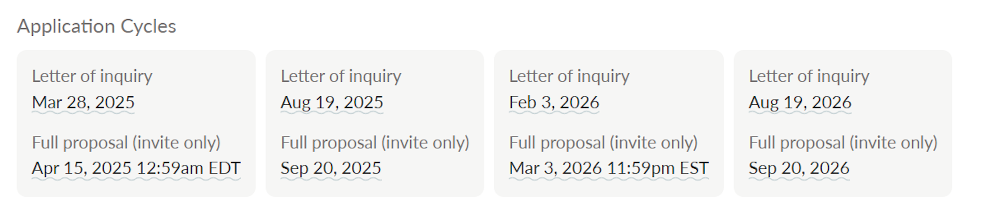 Application Cycles
Letter of inquiry
Mar 28, 2025
Full proposal (invite only)
Apr 15, 2025 12:59am EDT
Letter of inquiry
Aug 19, 2025
Full proposal (invite only)
Sep 20, 2025
Letter of inquiry
Feb 3, 2026
Full proposal (invite only)
Mar 3, 2026 11:59pm EST
Letter of inquiry
Aug 19, 2026
Full proposal (invite only)
Sep 20, 2026